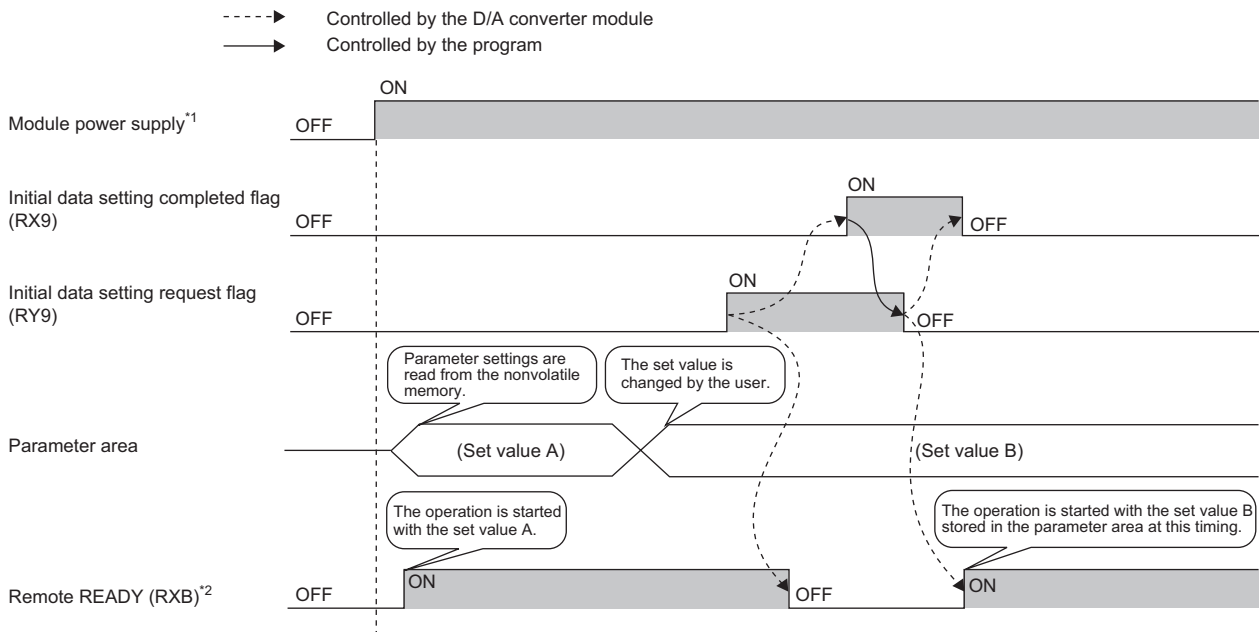 Controlled by the D/A converter module
Controlled by the program
ON
Module power supply*1
OFF
Initial data setting completed flag
(RX9)
ON
OFF
OFF
Initial data setting request flag
(RY9)
ON
OFF
OFF
Parameter settings are
read from the nonvolatile
memory.
The set value is
changed by the user.
Parameter area
(Set value A)
(Set value B)
The operation is started
with the set value A.
The operation is started with the set value B
stored in the parameter area at this timing.
Remote READY (RXB)*2
OFF
ON
OFF
ON